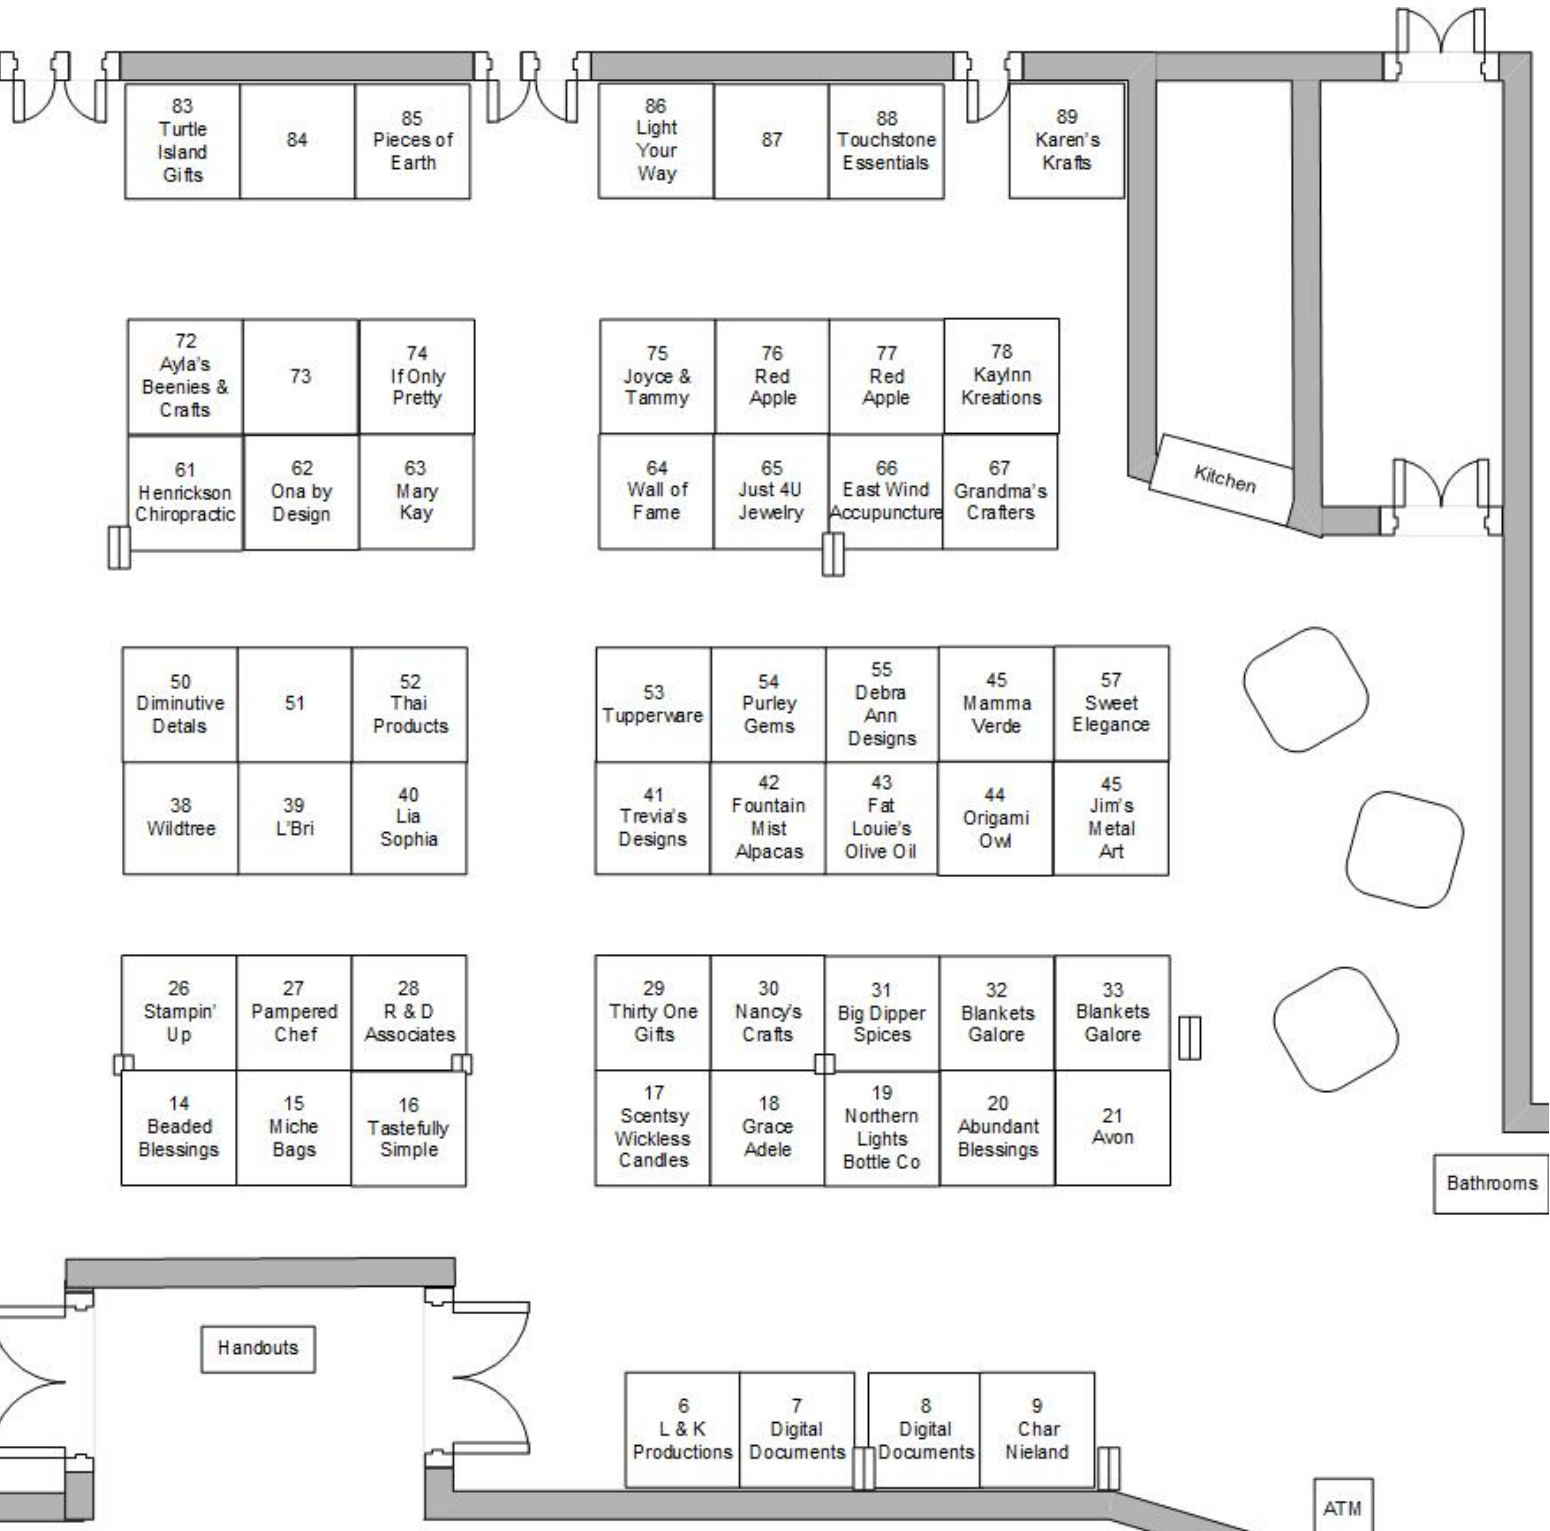 83
Turtle
Island
Gifts
84
85
Pieces of
Earth
86
Light
Your
Way
87
88
Touchstone
Essentials
89
Karen's
Krafts
72
Ayla's
Beenies &
Crafts
73
74
If Only
Pretty
75
Joyce &
Tammy
76
Red
Apple
77
Red
Apple
78
Kaylnn
Kreations
61
Henrickson
Chiropractic
62
Ona by
Design
63
Mary
Kay
64
Wall of
Fame
65
Just 4U
Jewelry
66
East Wind
Accupuncture
67
Grandma's
Crafters
Kitchen
50
Diminutive
Detals
51
52
Thai
Products
53
Tupperware
54
Purley
Gems
55
Debra
Ann
Designs
45
Mamma
Verde
57
Sweet
Elegance
38
Wildtree
39
L'Bri
40
Lia
Sophia
41
Trevia's
Designs
42
Fountain
Mist
Alpacas
43
Fat
Louie's
Olive Oil
44
Origami
Owl
45
Jim's
Metal
Art
26
Stampin'
Up
27
Pampered
Chef
28
R & D
Associates
29
Thirty One
Gifts
30
Nancy's
Crafts
31
Big Dipper
Spices
32
Blankets
Galore
33
Blankets
Galore
14
Beaded
Blessings
15
Miche
Bags
16
Tastefully
Simple
17
Scentsy
Wickless
Candles
18
Grace
Adele
19
Northern
Lights
Bottle Co
20
Abundant
Blessings
21
Avon
Bathrooms
Handouts
6
L & K
Productions
7
Digital
Documents
8
Digital
Documents
9
Char
Nieland
ATM